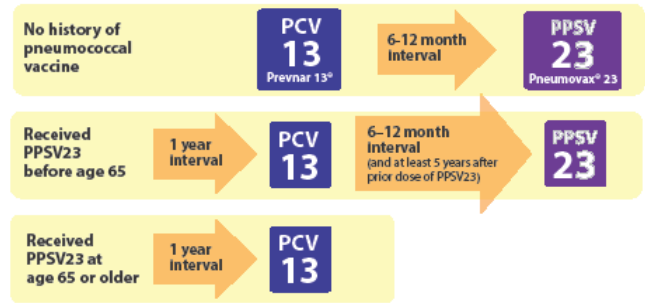 No history of
pneumococcal
vaccine
PCV
13
Prevnar 13®
6-12 month
interval
PPSV
23
Pneumovax® 23
Received
PPSV23
before age 65
1 year
interval
PCV
13
6–12 month
interval
(and at least 5 years after
prior dose of PPSV23)
PPSV
23
Received
PPSV23 at
age 65 or older
1 year
interval
PCV
13